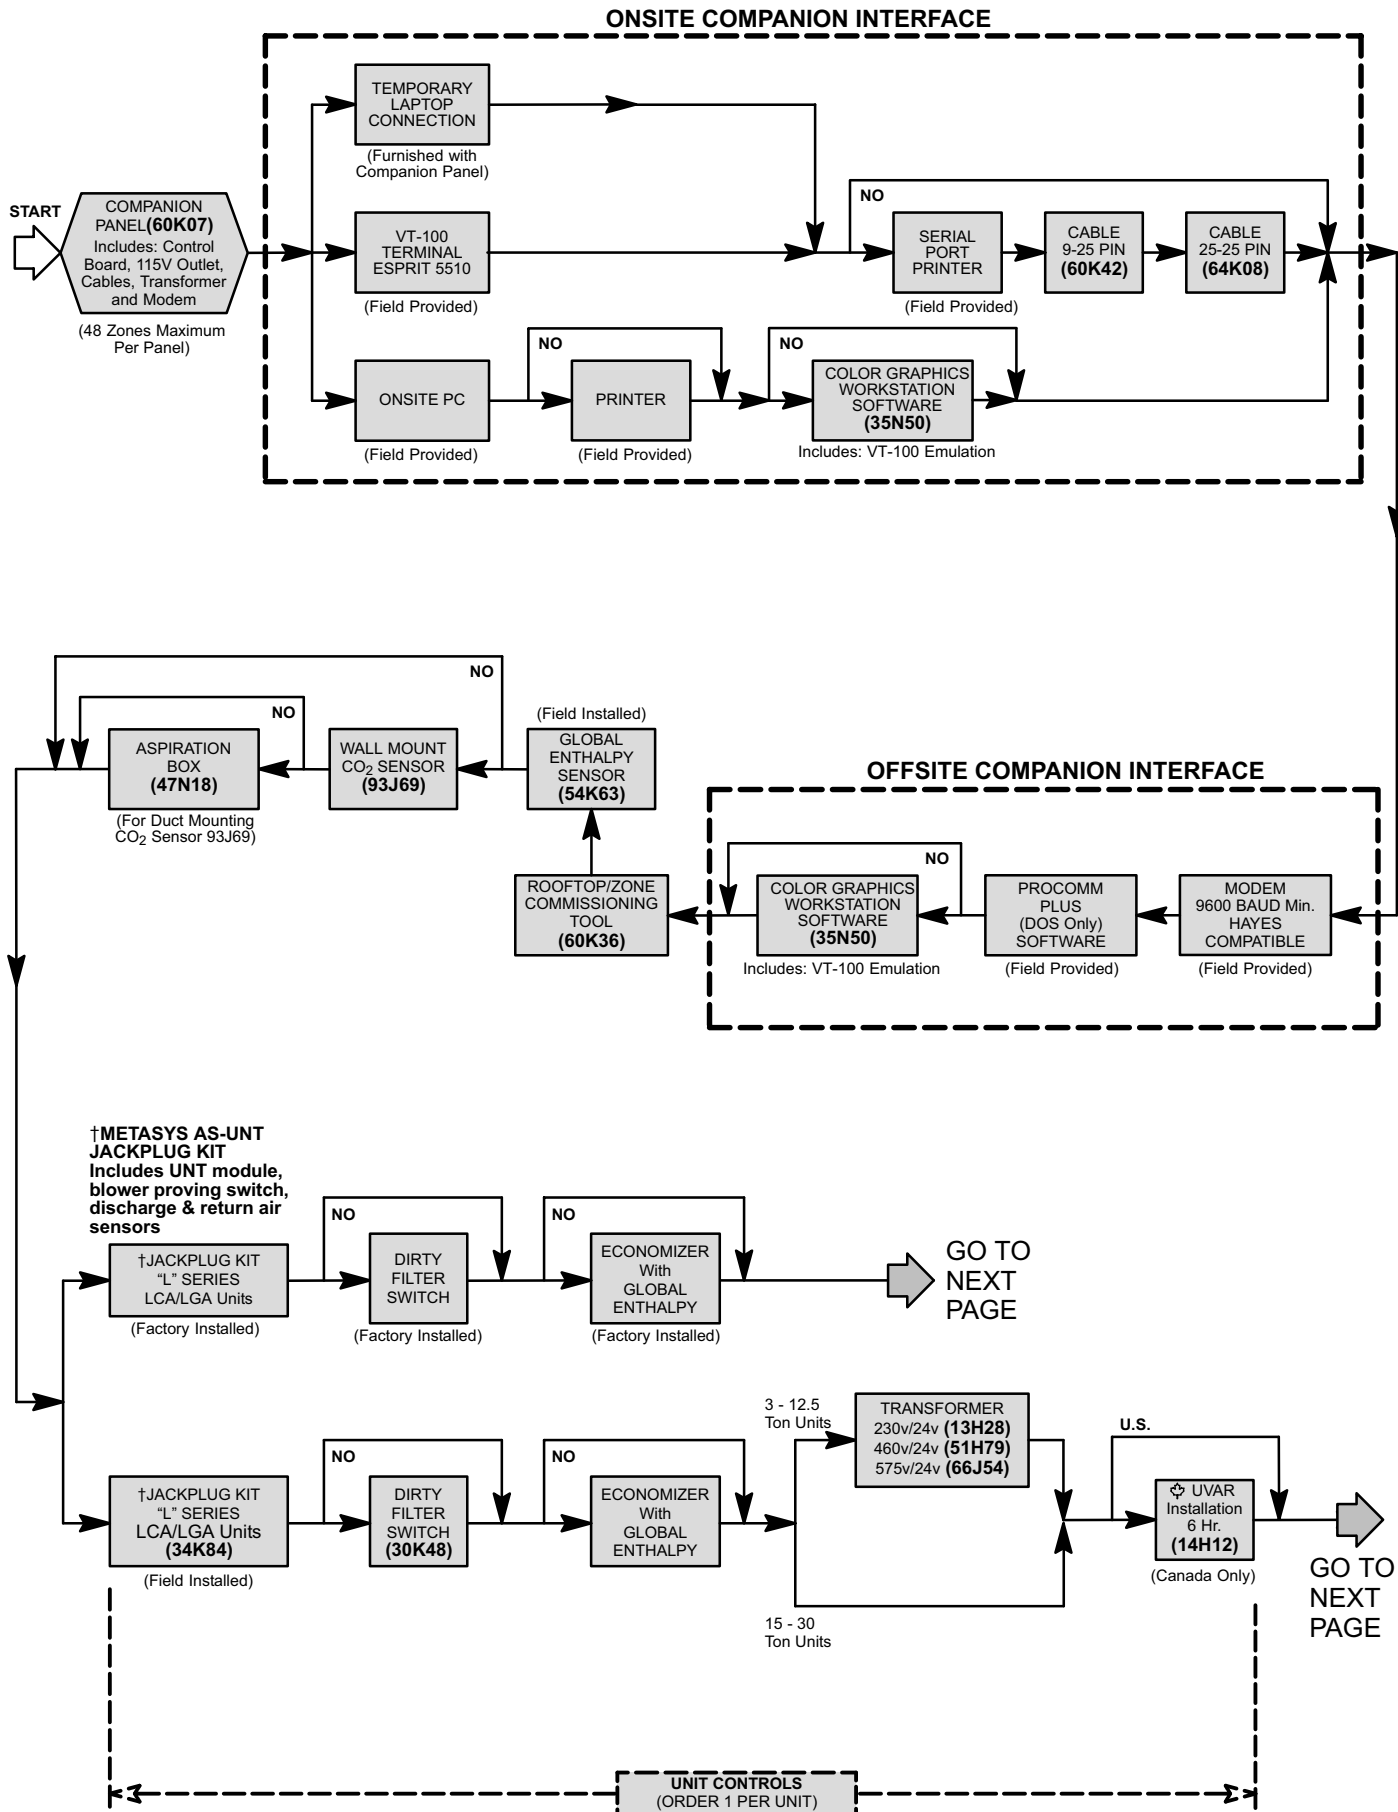 ONSITE COMPANION INTERFACE
TEMPORARY
LAPTOP
CONNECTION
(Furnished with
Companion Panel)
START
COMPANION
PANEL(60K07)
Includes: Control
Board, 115V Outlet,
Cables, Transformer
and Modem
(48 Zones Maximum
Per Panel)
VT-100
TERMINAL
ESPRIT 5510
(Field Provided)
NO
SERIAL
PORT
PRINTER
(Field Provided)
CABLE
9-25 PIN
(60K42)
CABLE
25-25 PIN
(64K08)
ONSITE PC
(Field Provided)
NO
PRINTER
(Field Provided)
NO
COLOR GRAPHICS
WORKSTATION
SOFTWARE
(35N50)
Includes: VT-100 Emulation
NO
NO
ASPIRATION
BOX
(47N18)
(For Duct Mounting
CO2 Sensor 93J69)
WALL MOUNT
CO2 SENSOR
(93J69)
(Field Installed)
GLOBAL
ENTHALPY
SENSOR
(54K63)
OFFSITE COMPANION INTERFACE
ROOFTOP/ZONE
COMMISSIONING
TOOL
(60K36)
NO
COLOR GRAPHICS
WORKSTATION
SOFTWARE
(35N50)
Includes: VT-100 Emulation
PROCOMM
PLUS
(DOS Only)
SOFTWARE
(Field Provided)
MODEM
9600 BAUD Min.
HAYES
COMPATIBLE
(Field Provided)
†METASYS AS-UNT
JACKPLUG KIT
Includes UNT module,
blower proving switch,
discharge & return air
sensors
†JACKPLUG KIT
“L” SERIES
LCA/LGA Units
(Factory Installed)
NO
DIRTY
FILTER
SWITCH
(Factory Installed)
NO
ECONOMIZER
With
GLOBAL
ENTHALPY
(Factory Installed)
GO TO
NEXT
PAGE
†JACKPLUG KIT
“L” SERIES
LCA/LGA Units
(34K84)
(Field Installed)
NO
DIRTY
FILTER
SWITCH
(30K48)
NO
ECONOMIZER
With
GLOBAL
ENTHALPY
3 - 12.5
Ton Units
TRANSFORMER
230v/24v (13H28)
460v/24v (51H79)
575v/24v (66J54)
15 - 30
Ton Units
U.S.
UVAR
Installation
6 Hr.
(14H12)
(Canada Only)
GO TO
NEXT
PAGE
UNIT CONTROLS
(ORDER 1 PER UNIT)